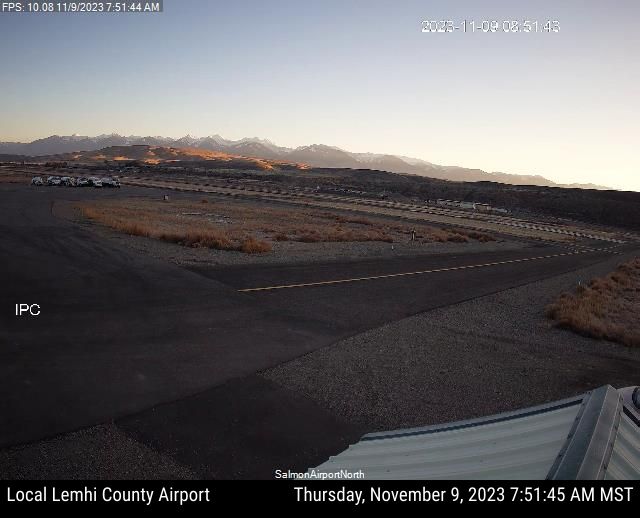 FPS: 10.08 11/9/2023 7:51:44 AM
2023-11-09 08:51:43
IPC
SalmonAirportNorth
Local Lemhi County Airport Thursday, November 9, 2023 7:51:45 AM MST